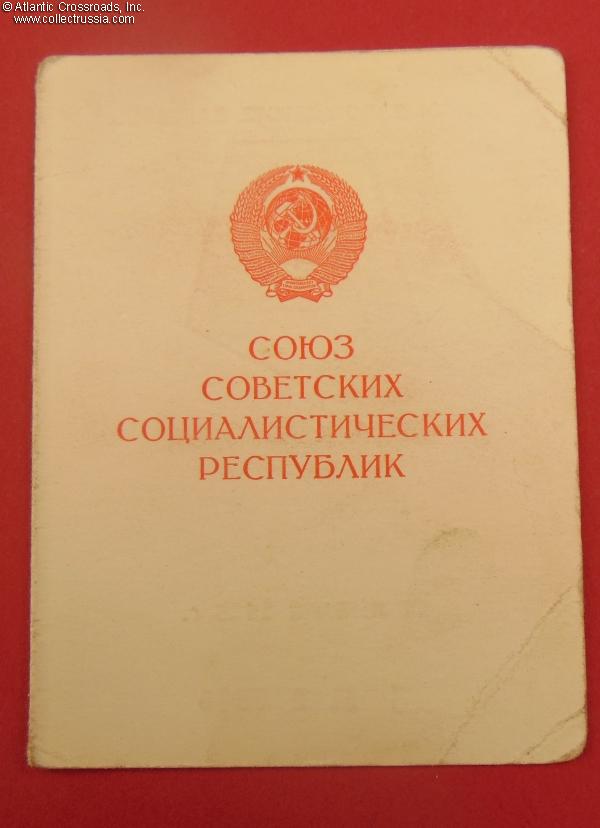 © Atlantic Crossroads, Inc.
www.collectrussia.com
СОЮЗ
СОВЕТСКИХ
СОЦИАЛИСТИЧЕСКИХ
РЕСПУБЛИК